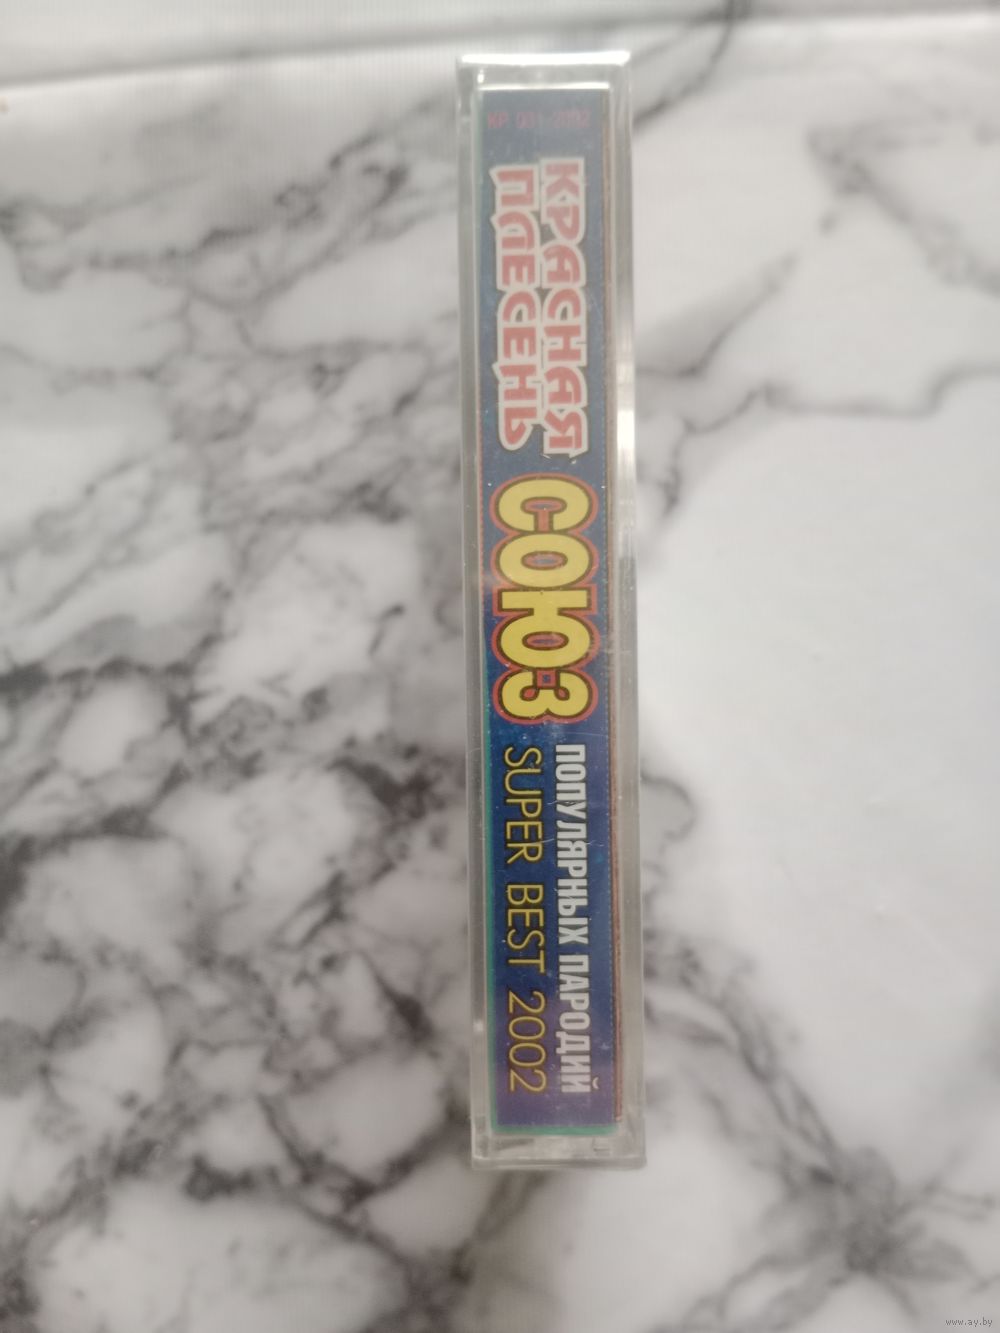 КР 001-2002
КРАСНАЯ
ПЛЕСЕНЬ
СОЮЗ
ПОПУЛЯРНЫХ ПАРОДИЙ
SUPER BEST 2002
www.ay.by